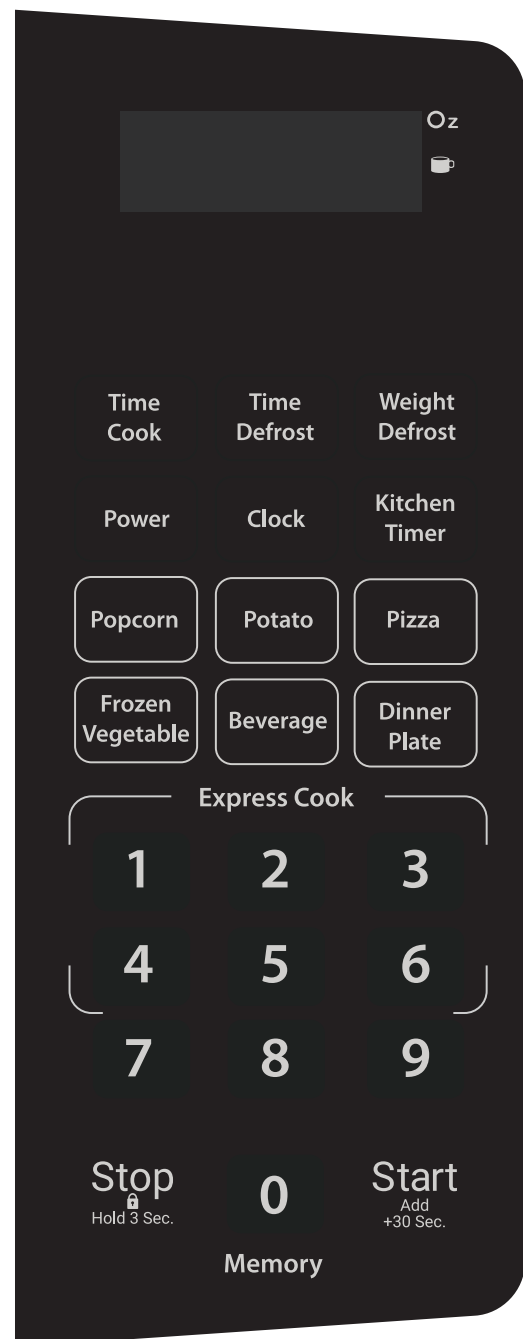 Oz
Time Cook
Time Defrost
Weight Defrost
Power
Clock
Kitchen Timer
Popcorn
Potato
Pizza
Frozen Vegetable
Beverage
Dinner Plate
Express Cook
1 2 3
4 5 6
7 8 9
Stop
Hold 3 Sec.
0
Start
Add
+30 Sec.
Memory